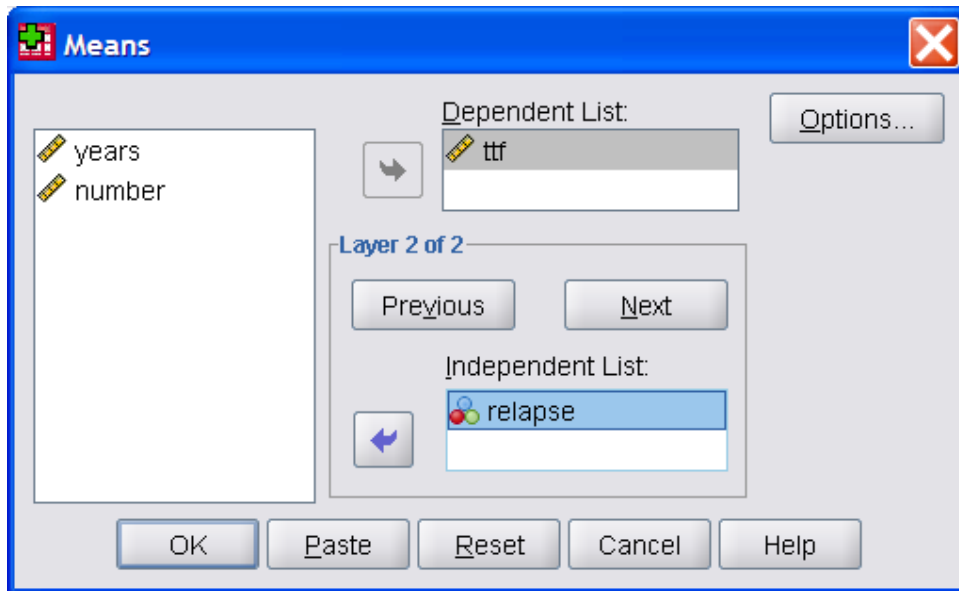 Means
Dependent List:
Options...
years
number
ttf
Layer 2 of 2
Previous
Next
Independent List:
relapse
OK
Paste
Reset
Cancel
Help